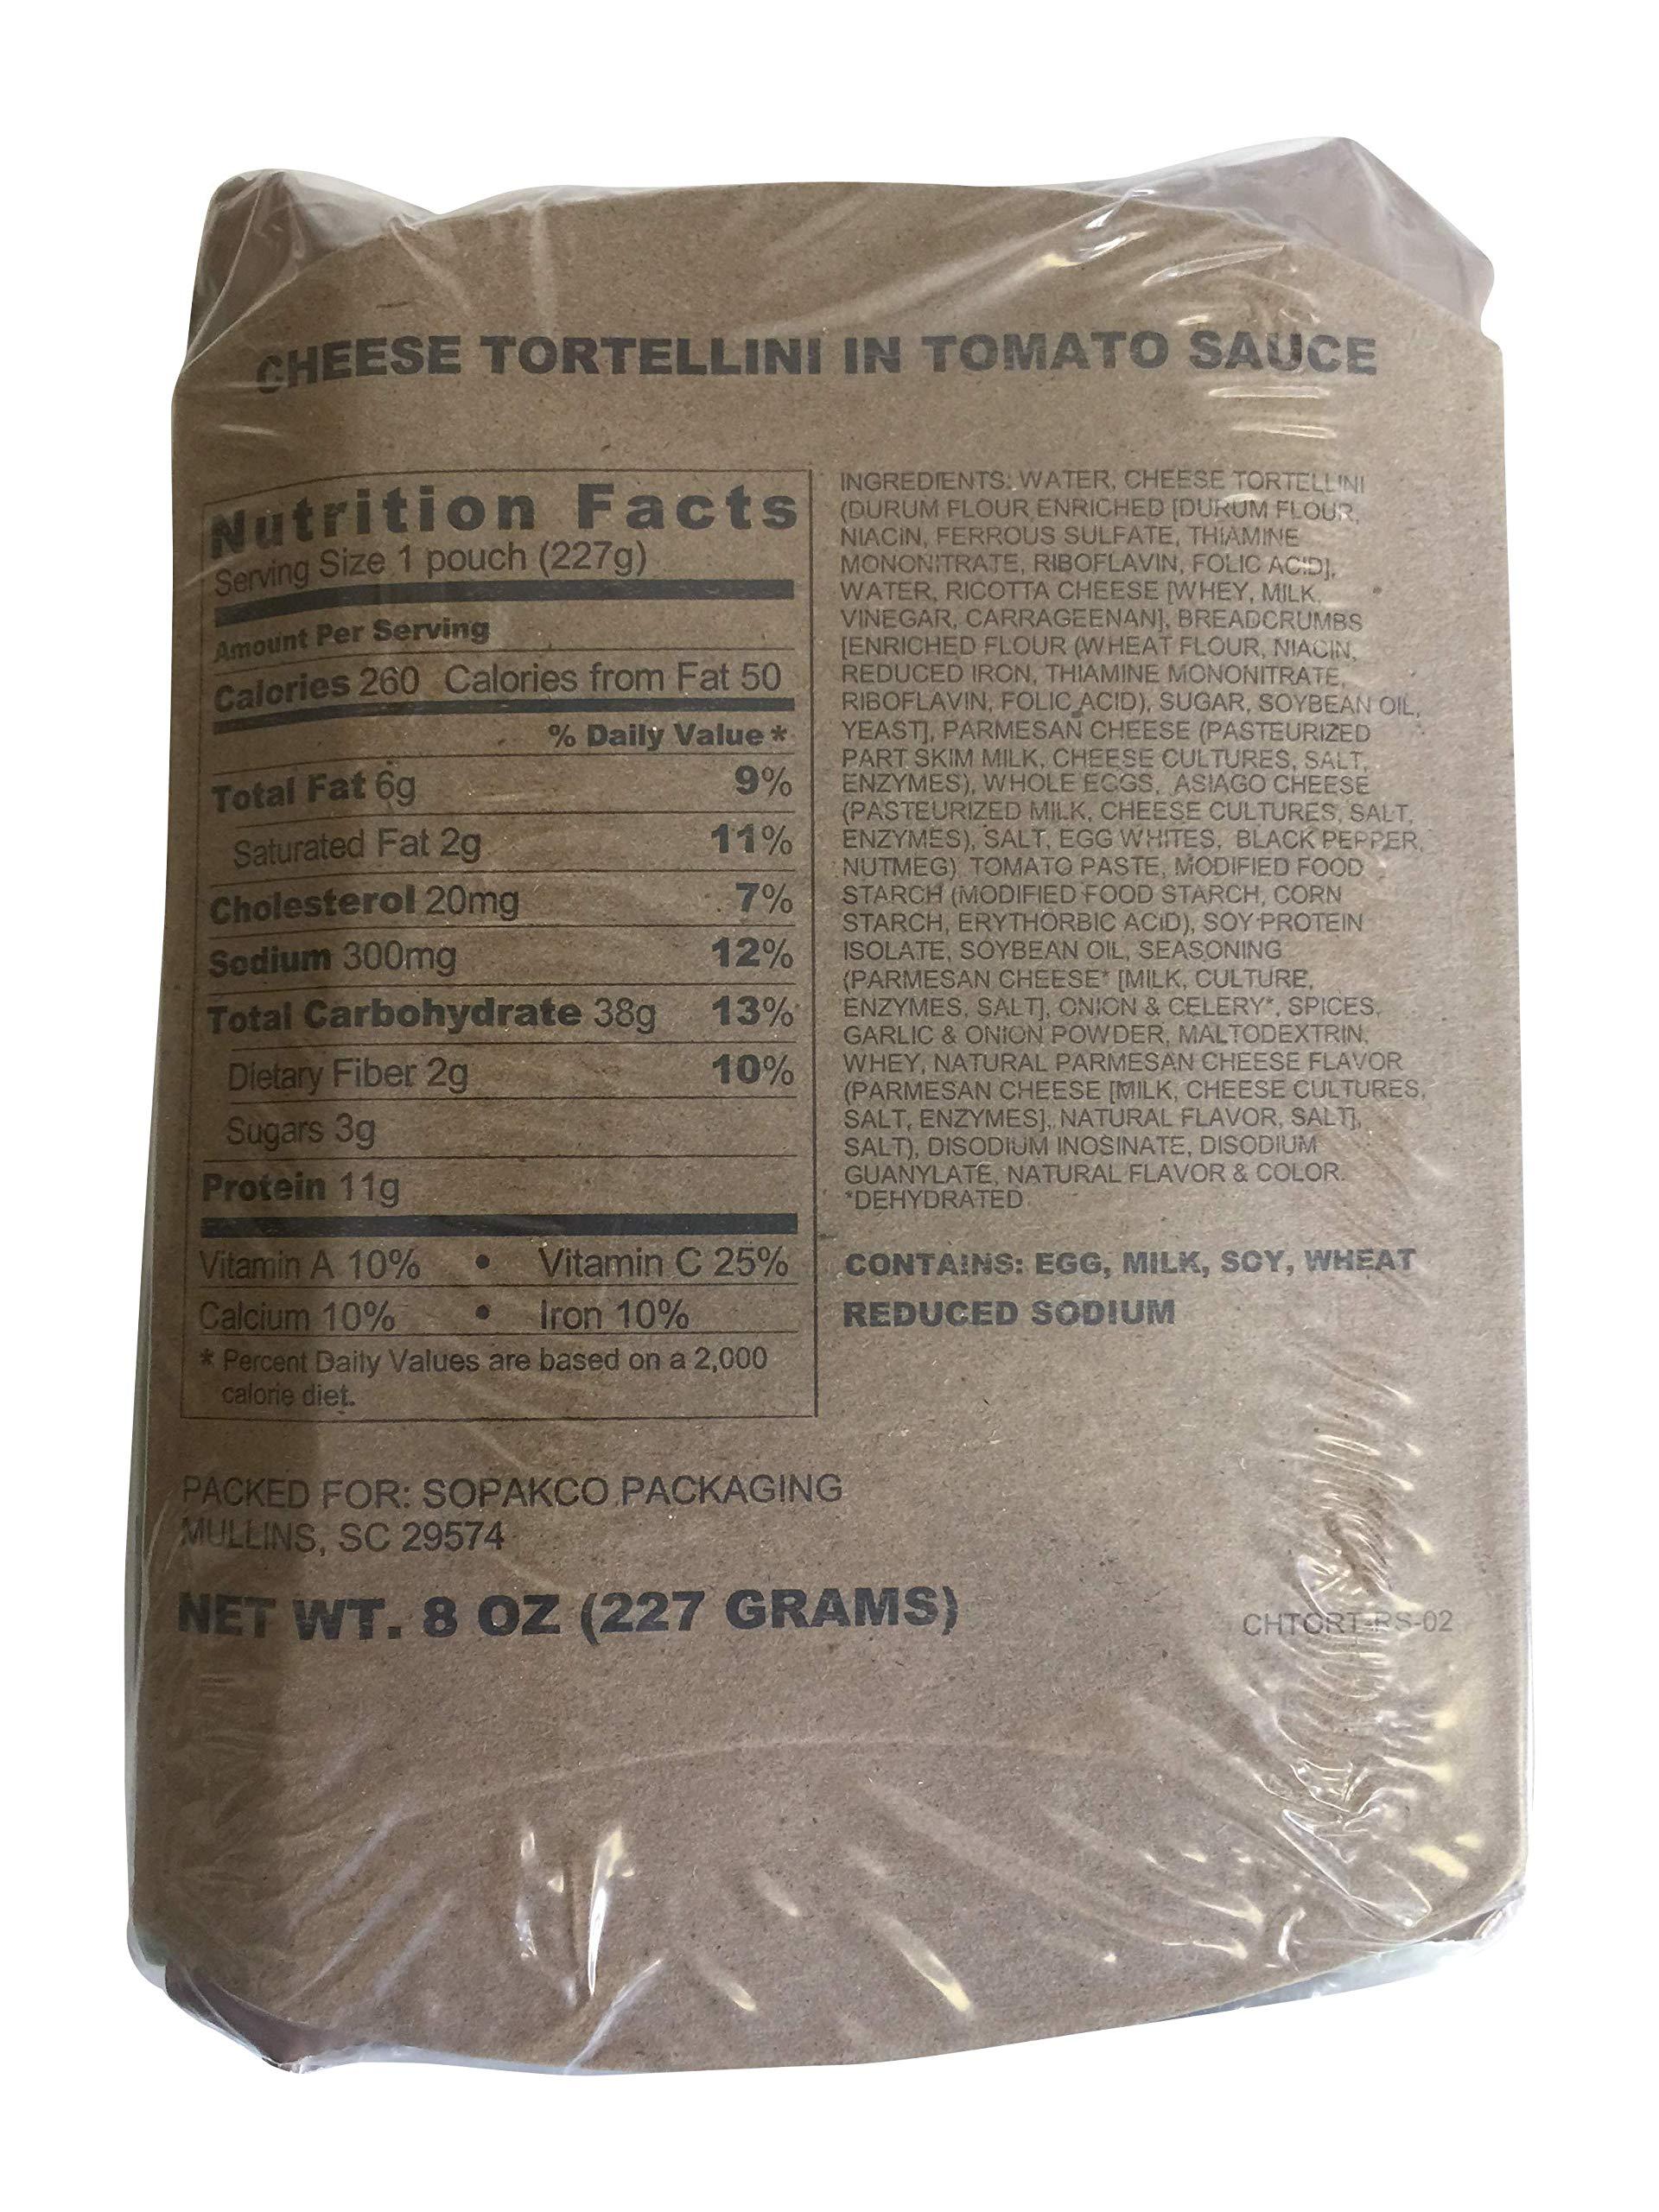 CHEESE TORTELLINI IN TOMATO SAUCE
Nutrition Facts
Serving Size 1 pouch (227g)
Amount Per Serving
Calories 260 Calories from Fat 50
% Daily Value *
Total Fat 6g 9%
Saturated Fat 2g 11%
Cholesterol 20mg 7%
Sodium 300mg 12%
Total Carbohydrate 38g 13%
Dietary Fiber 2g 10%
Sugars 3g
Protein 11g
Vitamin A 10% • Vitamin C 25%
Calcium 10% • Iron 10%
* Percent Daily Values are based on a 2,000
calorie diet.
INGREDIENTS: WATER, CHEESE TORTELLINI
(DURUM FLOUR ENRICHED [DURUM FLOUR,
NIACIN, FERROUS SULFATE, THIAMINE
MONONITRATE, RIBOFLAVIN, FOLIC ACID],
WATER, RICOTTA CHEESE [WHEY, MILK,
VINEGAR, CARRAGEENAN], BREADCRUMBS
[ENRICHED FLOUR (WHEAT FLOUR, NIACIN,
REDUCED IRON, THIAMINE MONONITRATE,
RIBOFLAVIN, FOLIC ACID), SUGAR, SOYBEAN OIL,
YEAST], PARMESAN CHEESE (PASTEURIZED
PART SKIM MILK, CHEESE CULTURES, SALT,
ENZYMES), WHOLE EGGS, ASIAGO CHEESE
(PASTEURIZED MILK, CHEESE CULTURES, SALT,
ENZYMES), SALT, EGG WHITES, BLACK PEPPER,
NUTMEG) TOMATO PASTE, MODIFIED FOOD
STARCH (MODIFIED FOOD STARCH, CORN
STARCH, ERYTHORBIC ACID), SOY PROTEIN
ISOLATE, SOYBEAN OIL, SEASONING
(PARMESAN CHEESE* [MILK, CULTURE,
ENZYMES, SALT], ONION & CELERY*, SPICES,
GARLIC & ONION POWDER, MALTODEXTRIN,
WHEY, NATURAL PARMESAN CHEESE FLAVOR
(PARMESAN CHEESE [MILK, CHEESE CULTURES,
SALT, ENZYMES], NATURAL FLAVOR, SALT],
SALT), DISODIUM INOSINATE, DISODIUM
GUANYLATE, NATURAL FLAVOR & COLOR.
*DEHYDRATED
CONTAINS: EGG, MILK, SOY, WHEAT
REDUCED SODIUM
PACKED FOR: SOPAKCO PACKAGING
MULLINS, SC 29574
NET WT. 8 OZ (227 GRAMS)
CHTORT-RS-02